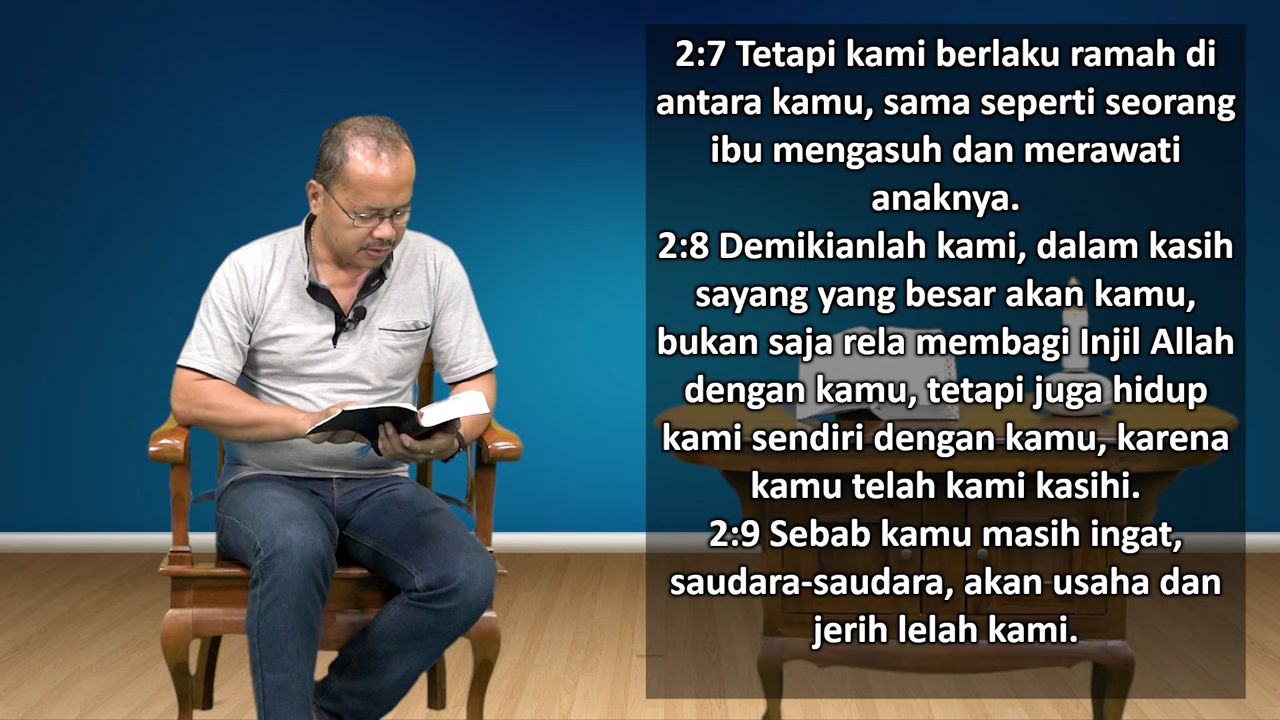 2:7 Tetapi kami berlaku ramah di
antara kamu, sama seperti seorang
ibu mengasuh dan merawati
anaknya.
2:8 Demikianlah kami, dalam kasih
sayang yang besar akan kamu,
bukan saja rela membagi Injil Allah
dengan kamu, tetapi juga hidup
kami sendiri dengan kamu, karena
kamu telah kami kasihi.
2:9 Sebab kamu masih ingat,
saudara-saudara, akan usaha dan
jerih lelah kami.